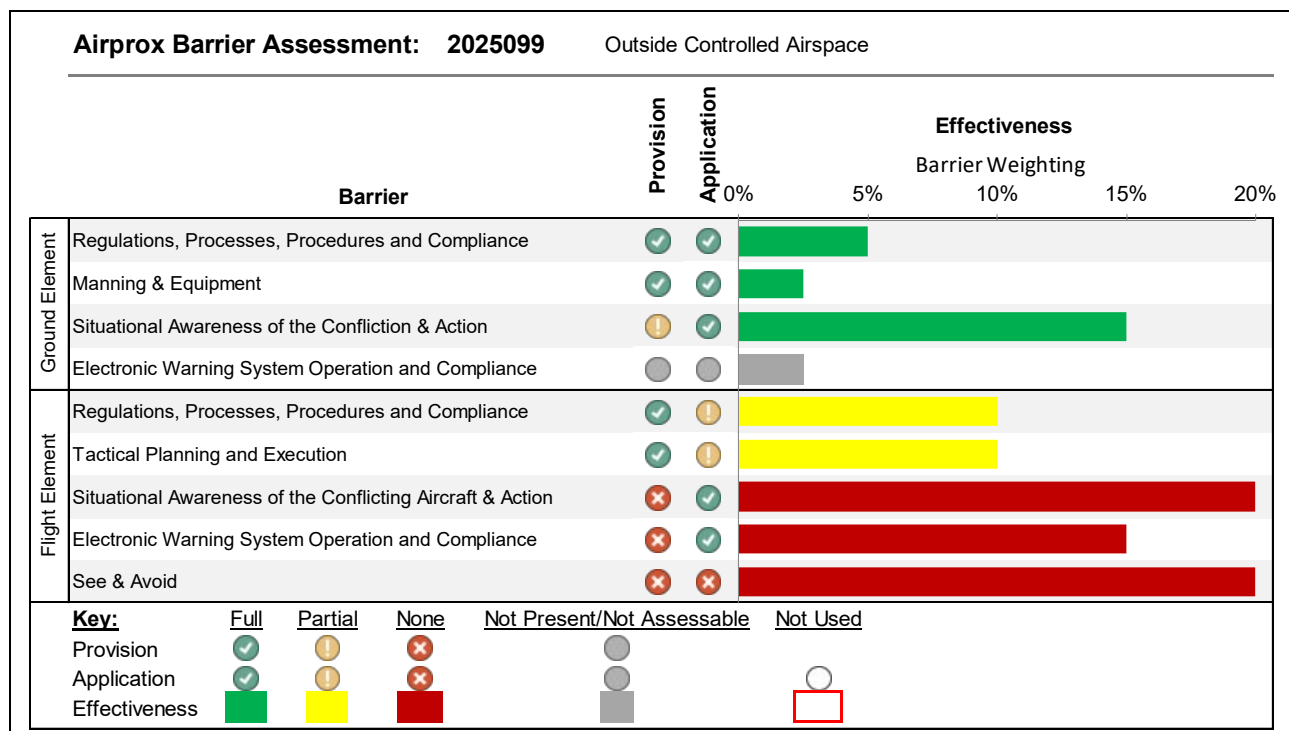 Airprox Barrier Assessment: 2025099 Outside Controlled Airspace
Provision
Application
Effectiveness
Barrier Weighting
Barrier
0% 5% 10% 15% 20%
Ground Element
Regulations, Processes, Procedures and Compliance
Manning & Equipment
Situational Awareness of the Confliction & Action
Electronic Warning System Operation and Compliance
Flight Element
Regulations, Processes, Procedures and Compliance
Tactical Planning and Execution
Situational Awareness of the Conflicting Aircraft & Action
Electronic Warning System Operation and Compliance
See & Avoid
Key: Full Partial None Not Present/Not Assessable Not Used
Provision
Application
Effectiveness